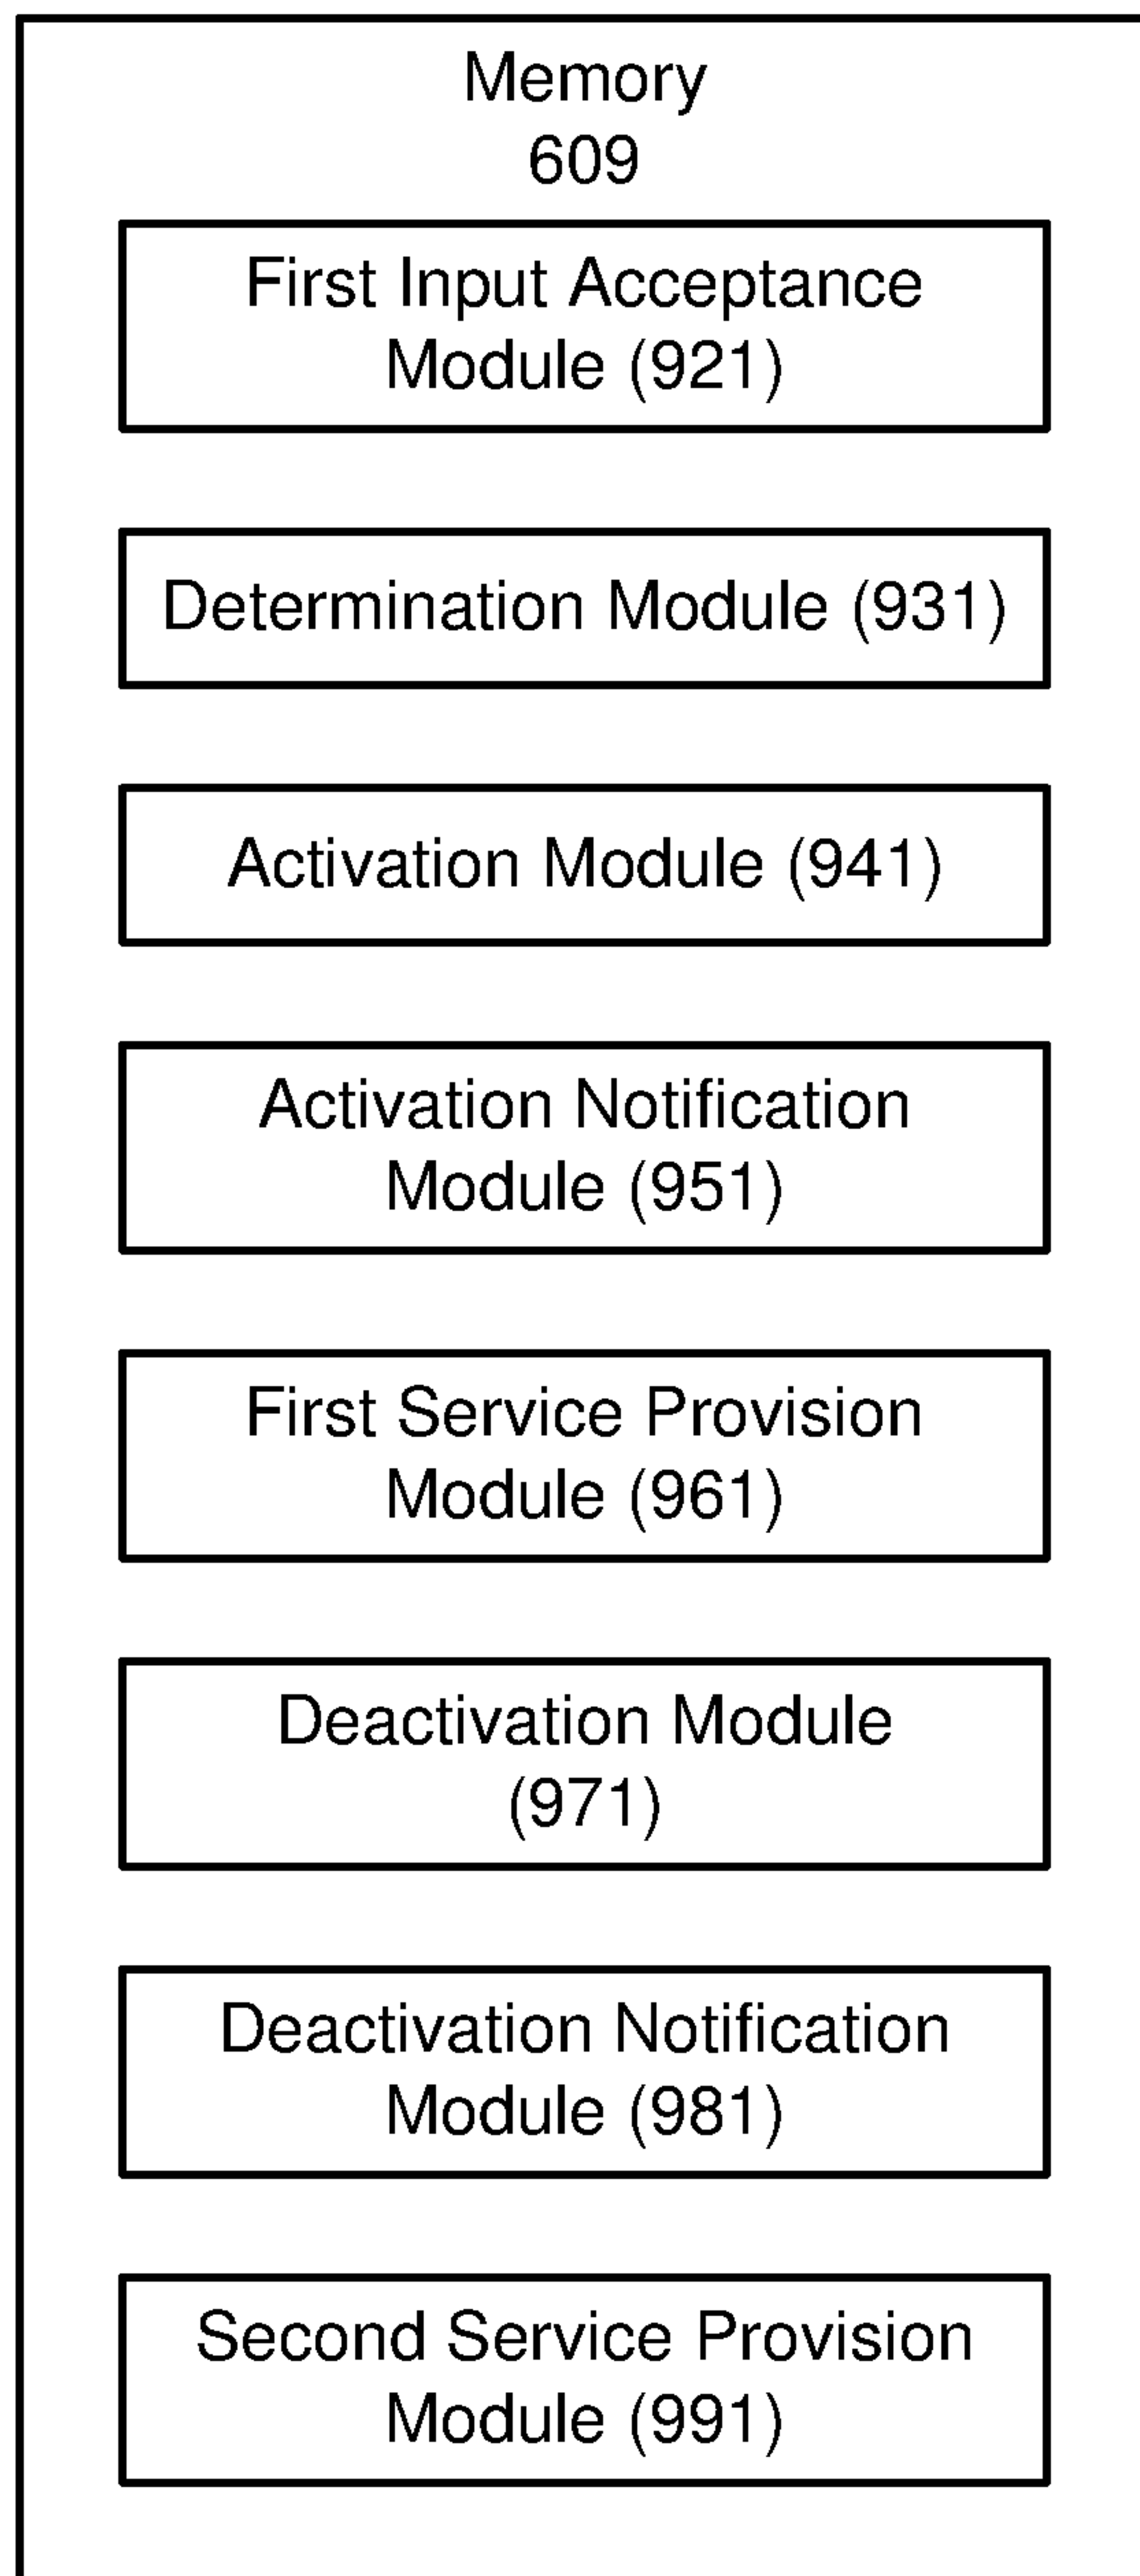 Memory
609
First Input Acceptance
Module (921)
Determination Module (931)
Activation Module (941)
Activation Notification
Module (951)
First Service Provision
Module (961)
Deactivation Module
(971)
Deactivation Notification
Module (981)
Second Service Provision
Module (991)